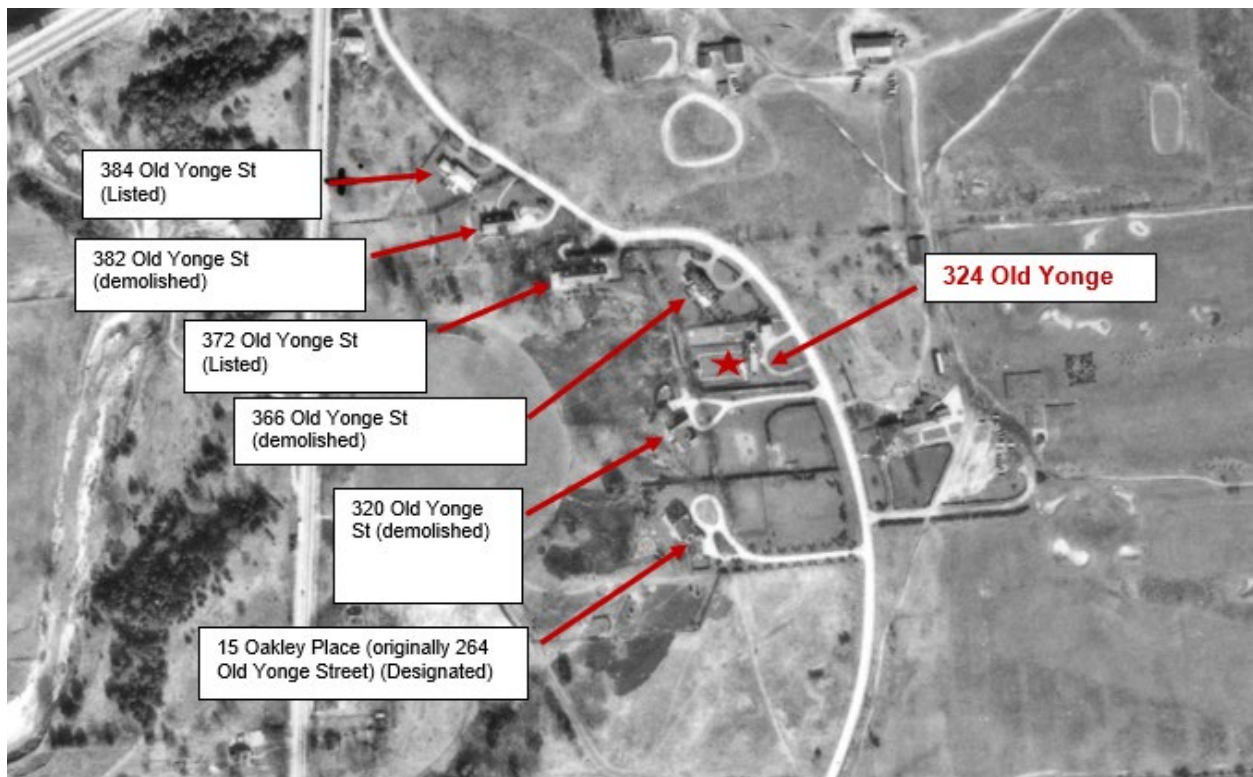 384 Old Yonge St
(Listed)
382 Old Yonge St
(demolished)
372 Old Yonge St
(Listed)
366 Old Yonge St
(demolished)
320 Old Yonge
St (demolished)
15 Oakley Place (originally 264
Old Yonge Street) (Designated)
324 Old Yonge